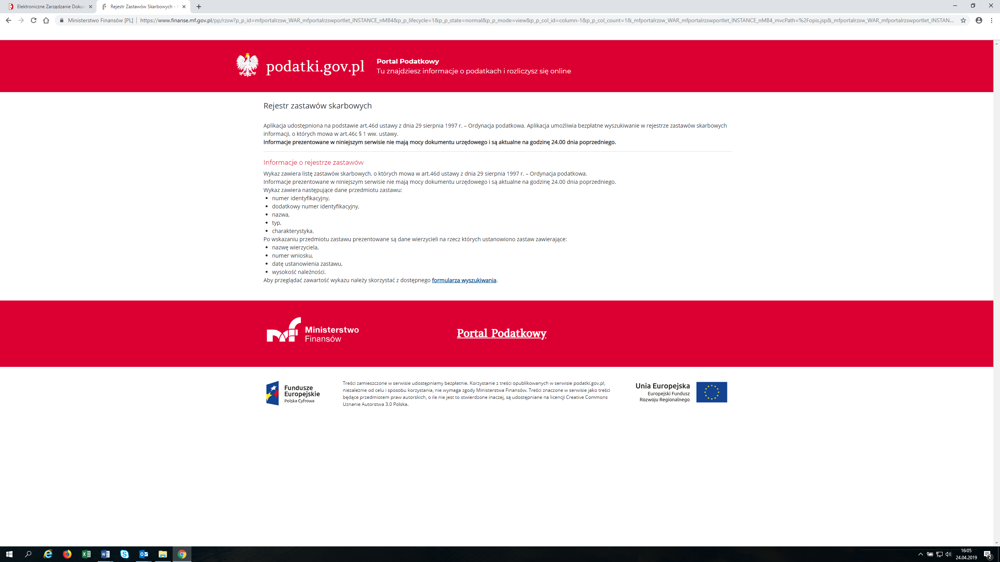 Elektroniczne Zarządzanie Dokun
Rejestr Zastawów Skarbowych - F
Ministerstwo Finansów [PL]
https://www.finanse.mf.gov.pl/pp/rzsw?p_p_id=mfportalrzsw_WAR_mfportalrzswportlet_INSTANCE_nMB4&p_p_lifecycle=1&p_p_state=normal&p_p_mode=view&p_p_col_id=column-1&p_p_col_count=1&_mfportalrzsw_WAR_mfportalrzswportlet_INSTANCE_nMB4_mvcPath=%2Fopis.jsp&_mfportalrzsw_WAR_mfportalrzswportlet_INSTAN...
podatki.gov.pl
Portal Podatkowy
Tu znajdziesz informacje o podatkach i rozliczysz się online
Rejestr zastawów skarbowych
Aplikacja udostępniona na podstawie art.46d ustawy z dnia 29 sierpnia 1997 r. – Ordynacja podatkowa. Aplikacja umożliwia bezpłatne wyszukiwanie w rejestrze zastawów skarbowych
informacji, o których mowa w art.46c § 1 ww. ustawy.
Informacje prezentowane w niniejszym serwisie nie mają mocy dokumentu urzędowego i są aktualne na godzinę 24.00 dnia poprzedniego.
Informacje o rejestrze zastawów
Wykaz zawiera listę zastawów skarbowych, o których mowa w art.46d ustawy z dnia 29 sierpnia 1997 r. – Ordynacja podatkowa.
Informacje prezentowane w niniejszym serwisie nie mają mocy dokumentu urzędowego i są aktualne na godzinę 24.00 dnia poprzedniego.
Wykaz zawiera następujące dane przedmiotu zastawu:
• numer identyfikacyjny,
• dodatkowy numer identyfikacyjny,
• nazwa,
• typ,
• charakterystyka.
Po wskazaniu przedmiotu zastawu prezentowane są dane wierzycieli na rzecz których ustanowiono zastaw zawierające:
• nazwę wierzyciela,
• numer wniosku,
• datę ustanowienia zastawu,
• wysokość należności.
Aby przeglądać zawartość wykazu należy skorzystać z dostępnego formularza wyszukiwania.
Ministerstwo
Finansów
Portal Podatkowy
Fundusze
Europejskie
Polska Cyfrowa
Treści zamieszczone w serwisie udostępniamy bezpłatnie. Korzystanie z treści opublikowanych w serwisie podatki.gov.pl,
niezależnie od celu i sposobu korzystania, nie wymaga zgody Ministerstwa Finansów. Treści znaczone w serwisie jako treści
będące przedmiotem praw autorskich, o ile nie jest to stwierdzone inaczej, są udostępniane na licencji Creative Commons
Uznanie Autorstwa 3.0 Polska.
Unia Europejska
Europejski Fundusz
Rozwoju Regionalnego
16:05
24.04.2019
2